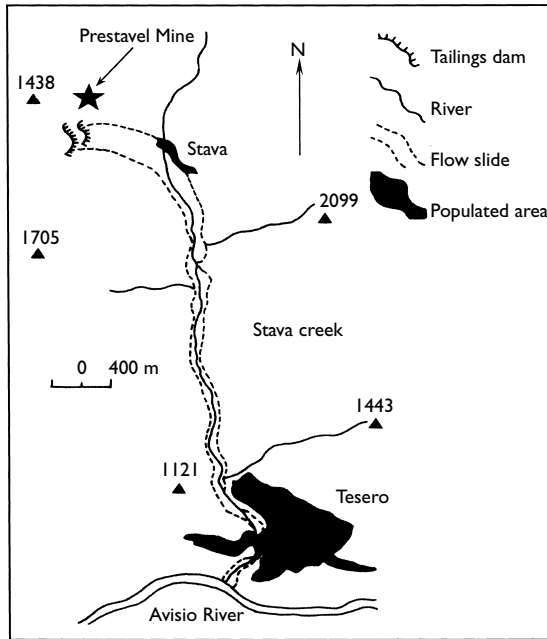 Prestavel Mine
1438
N
Tailings dam
River
Stava
Flow slide
2099
Populated area
1705
Stava creek
0 400 m
1443
1121
Tesero
Avisio River